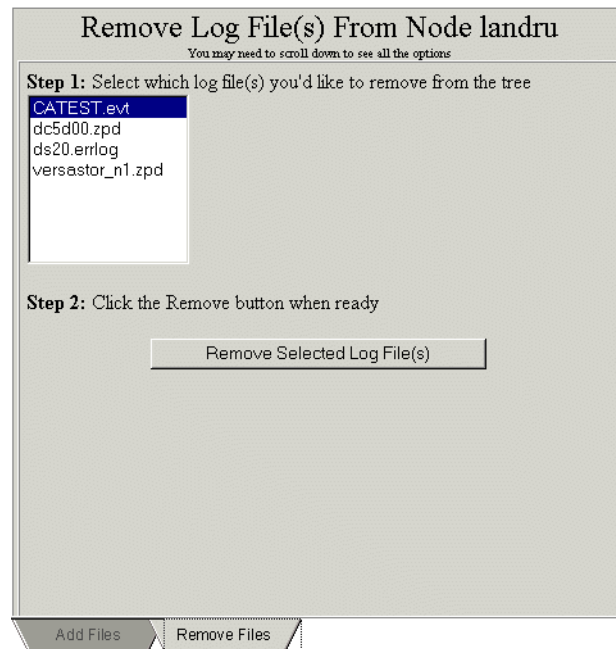 Remove Log File(s) From Node landru
You may need to scroll down to see all the options
Step 1: Select which log file(s) you'd like to remove from the tree
CATEST.evt
dc5d00.zpd
ds20.errlog
versastor_n1.zpd
Step 2: Click the Remove button when ready
Remove Selected Log File(s)
Add Files
Remove Files